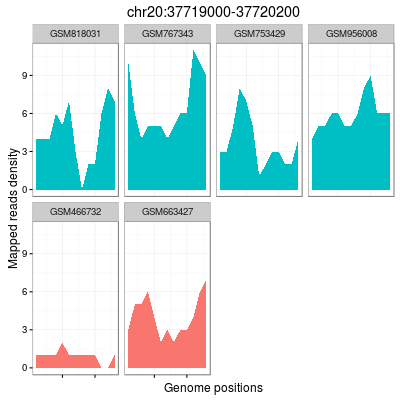 chr20:37719000-37720200
GSM818031 GSM767343 GSM753429 GSM956008
9
6
3
0
Mapped reads density
GSM466732 GSM663427
9
6
3
0
Genome positions